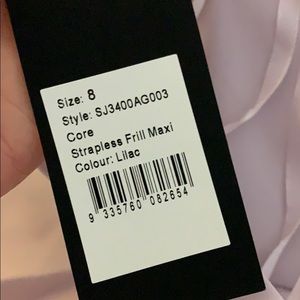 Size: 8
Style: SJ3400AG003
Core
Strapless Frill Maxi
Colour: Lilac
9 335760 082654